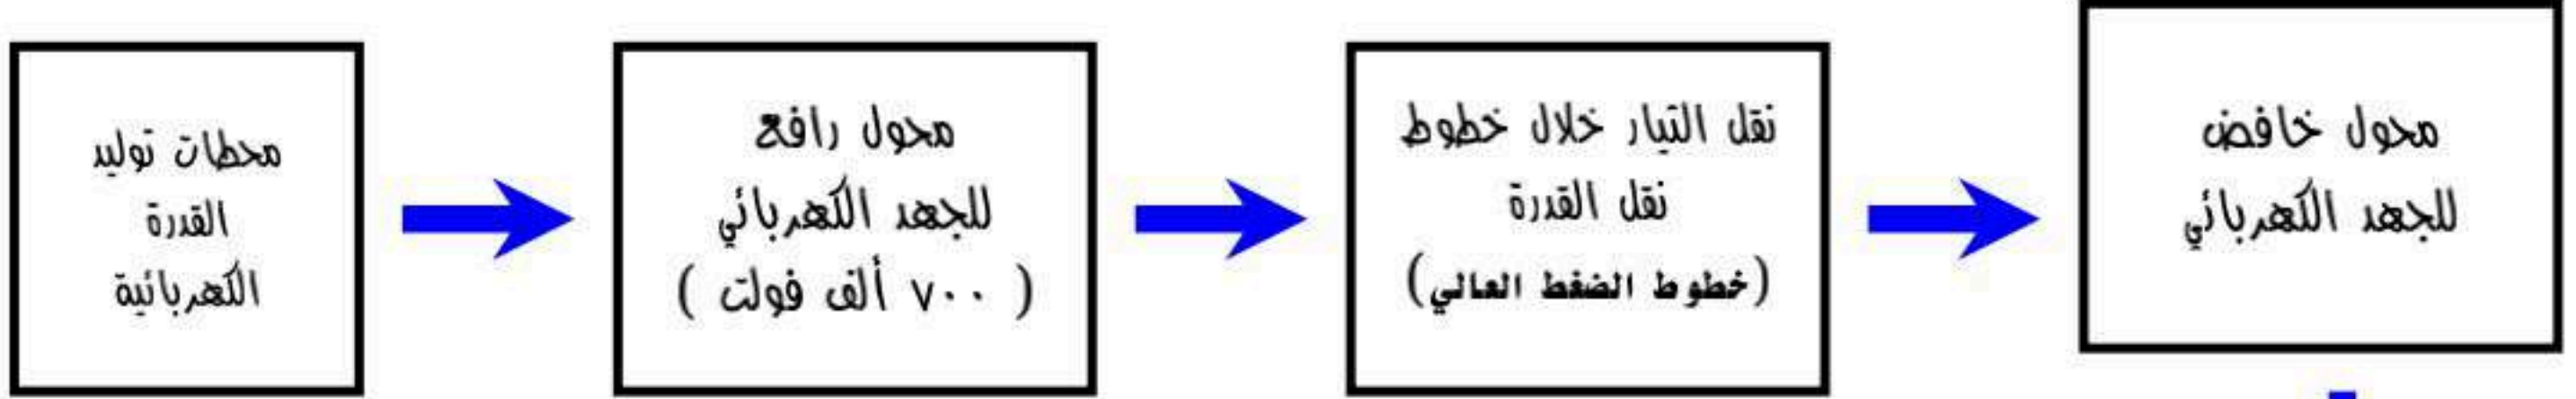 محطات توليد
القدرة
الكهربائية
محول رافع
للجهد الكهربائي
( ٧٠٠ ألف فولت )
نقل التيار خلال خطوط
نقل القدرة
(خطوط الضغط العالي)
محول خافض
للجهد الكهربائي